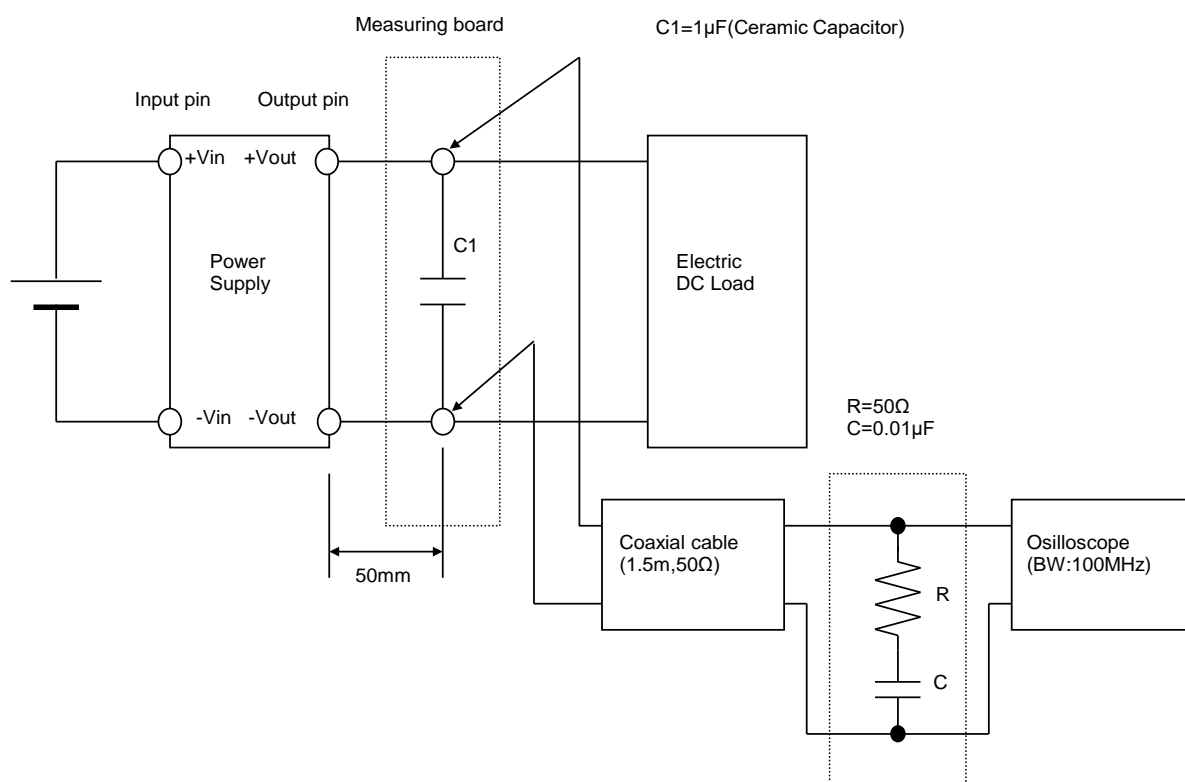 Measuring board
C1=1µF(Ceramic Capacitor)
Input pin
Output pin
+Vin
+Vout
C1
Power
Supply
Electric
DC Load
-Vin
-Vout
R=50Ω
C=0.01µF
50mm
Coaxial cable
(1.5m,50Ω)
R
C
Osilloscope
(BW:100MHz)